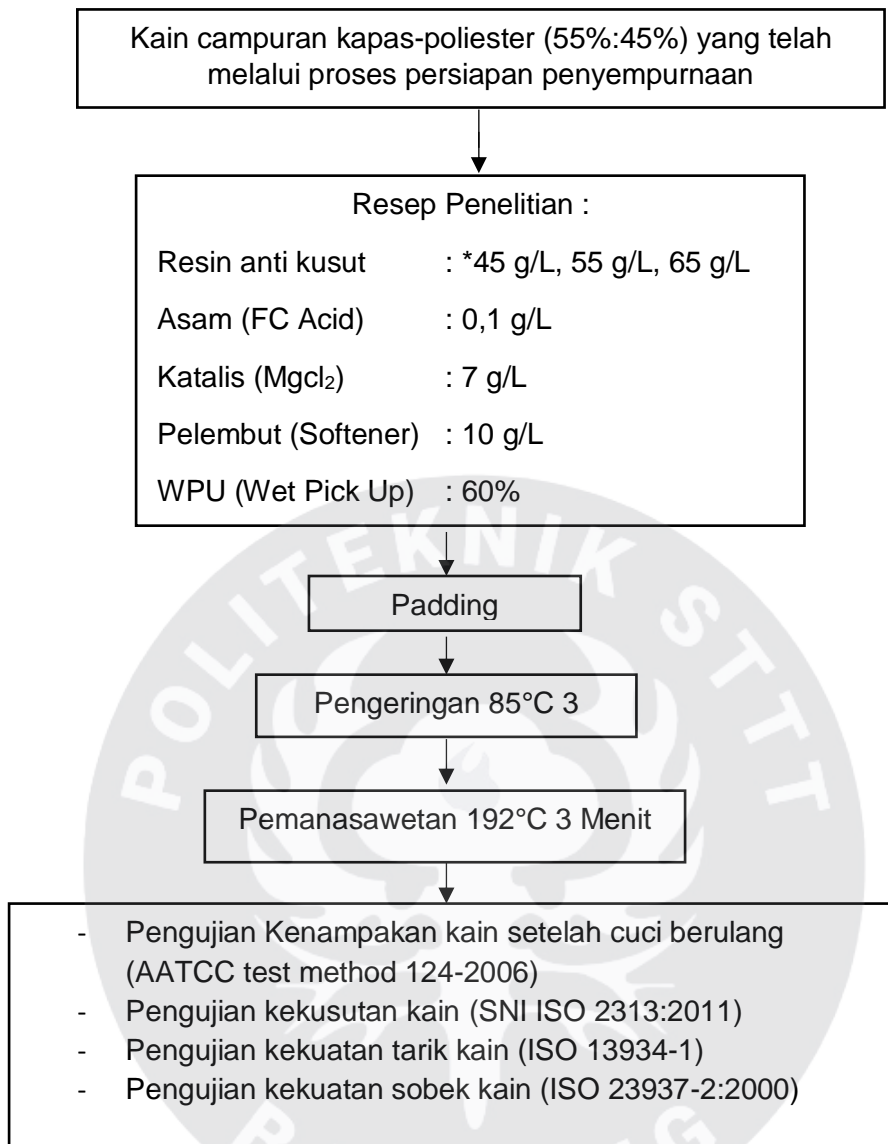 Kain campuran kapas-poliester (55%:45%) yang telah
melalui proses persiapan penyempurnaan
Resep Penelitian :
Resin anti kusut : *45 g/L, 55 g/L, 65 g/L
Asam (FC Acid) : 0,1 g/L
Katalis (Mgcl₂) : 7 g/L
Pelembut (Softener) : 10 g/L
WPU (Wet Pick Up) : 60%
Padding
Pengeringan 85°C 3
Pemanasawetan 192°C 3 Menit
- Pengujian Kenampakan kain setelah cuci berulang
(AATCC test method 124-2006)
- Pengujian kekusutan kain (SNI ISO 2313:2011)
- Pengujian kekuatan tarik kain (ISO 13934-1)
- Pengujian kekuatan sobek kain (ISO 23937-2:2000)
POLITEKNIK STTT